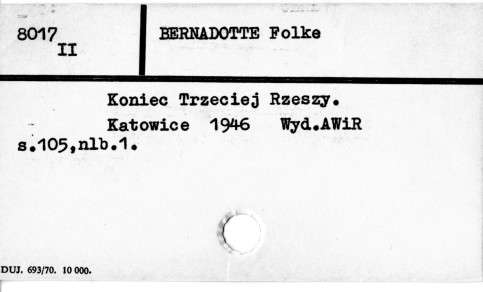 8017
II
BERNADOTTE Folke
Koniec Trzeciej Rzeszy.
Katowice 1946 Wyd.AWiR
s.105,nlb.1.
DUJ. 693/70. 10 000.